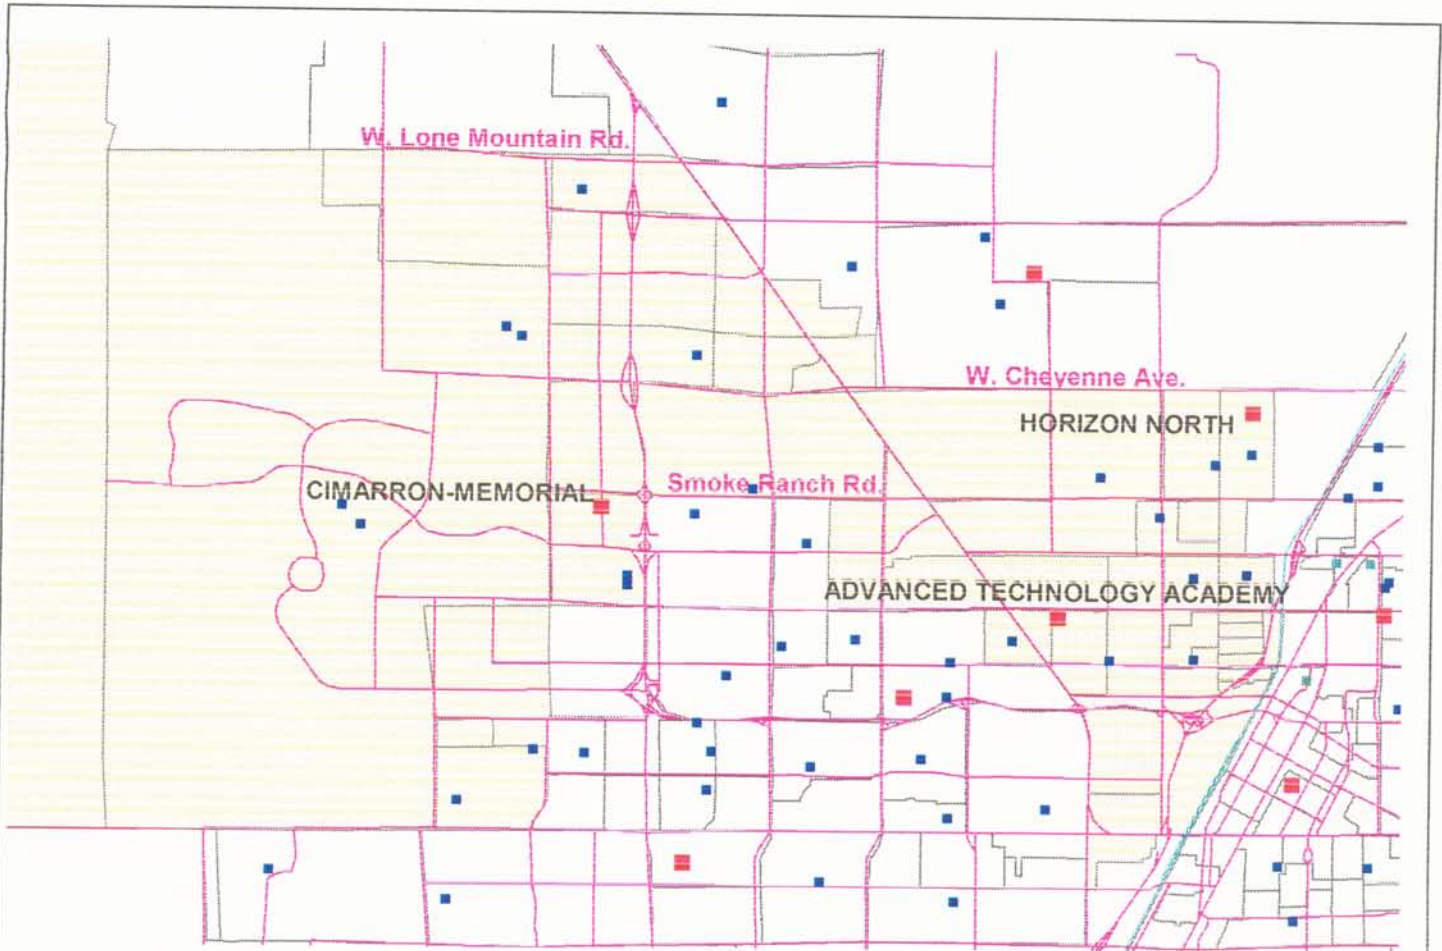 W. Lone Mountain Rd.
W. Cheyenne Ave.
HORIZON NORTH
CIMARRON-MEMORIAL
Smoke Ranch Rd.
ADVANCED TECHNOLOGY ACADEMY